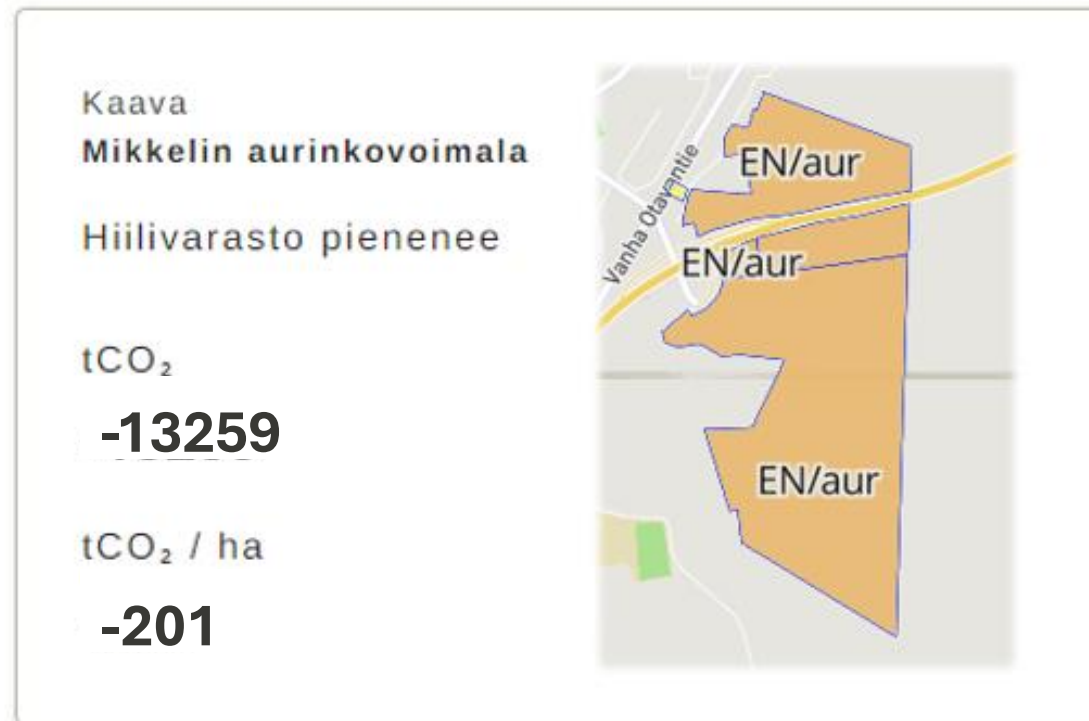 Kaava
Mikkelin aurinkovoimala
Hiilivarasto pienenee
tCO₂
-13259
tCO₂ / ha
-201
EN/aur
Vanha Otavantie
EN/aur
EN/aur